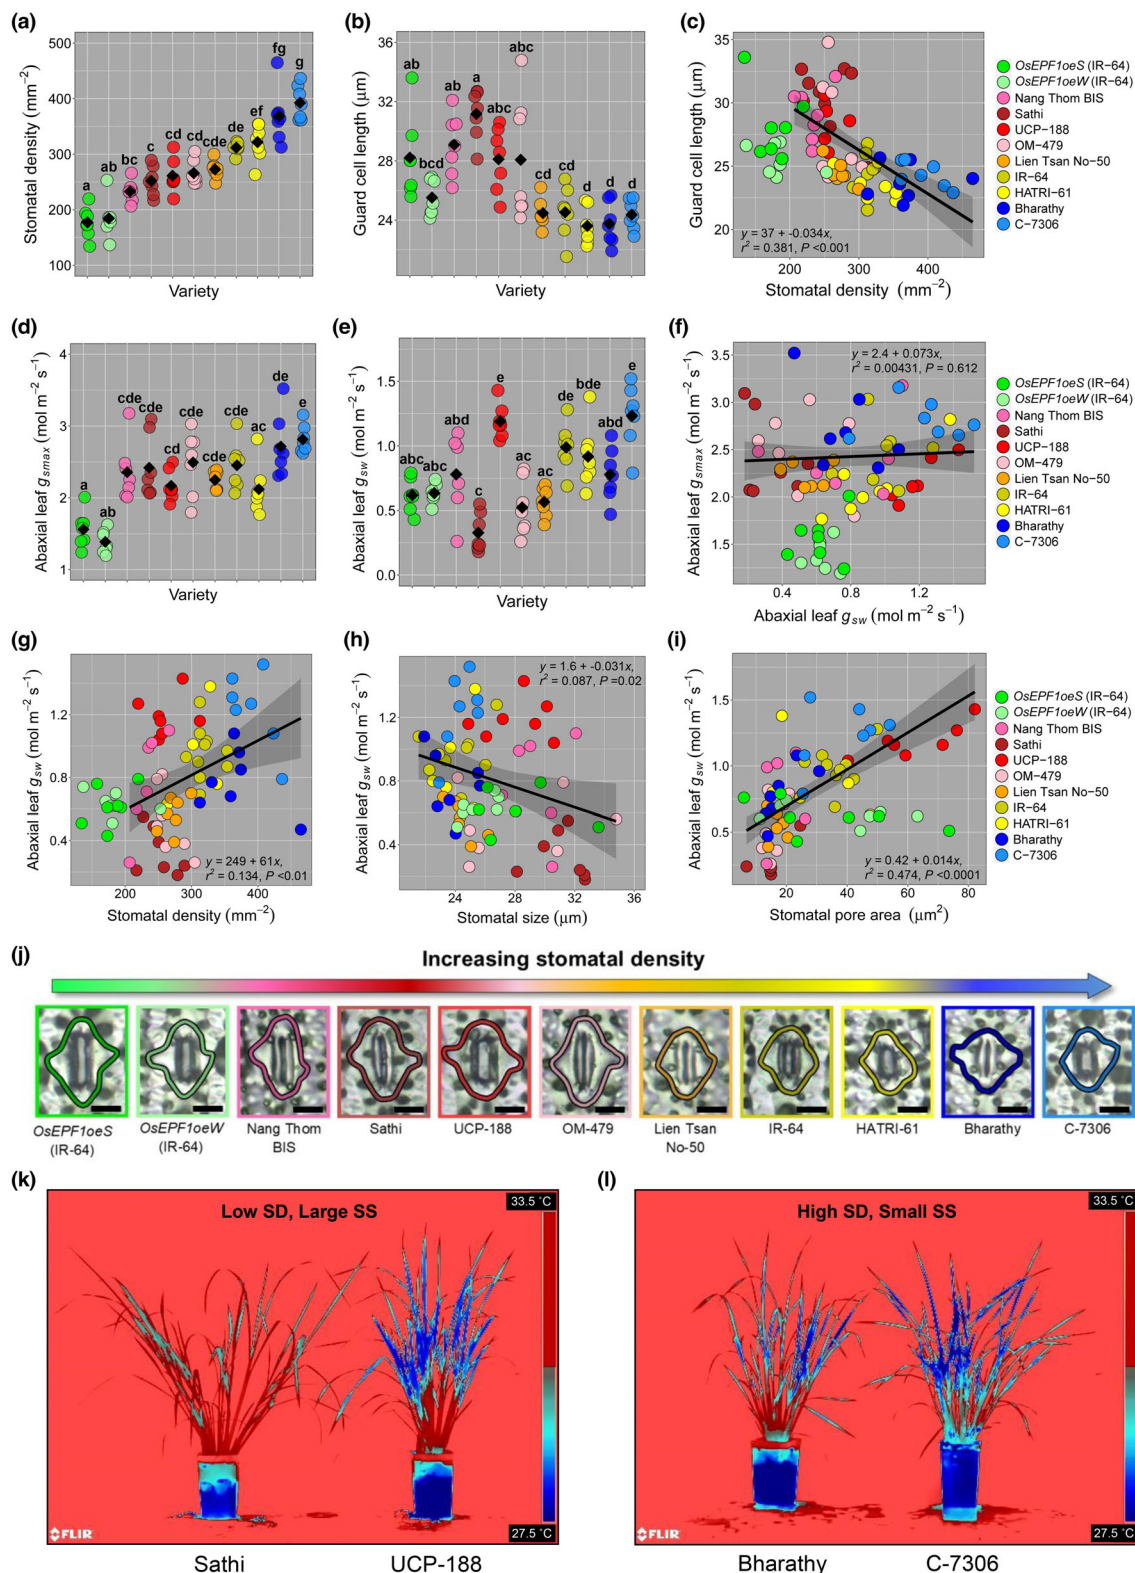 (a)
500
400
300
200
100
Stomatal density (mm−2)
a
ab
bc
c
cd
cd
cde
de
ef
fg
g
Variety
(b)
36
32
28
24
Guard cell length (μm)
ab
bcd
ab
a
abc
abc
cd
cd
d
d
d
Variety
(c)
35
30
25
20
Guard cell length (μm)
y = 37 + -0.034x,
r2 = 0.381, P <0.001
200
300
400
Stomatal density (mm−2)
OsEPF1oeS (IR-64)
OsEPF1oeW (IR-64)
Nang Thom BIS
Sathi
UCP-188
OM-479
Lien Tsan No-50
IR-64
HATRI-61
Bharathy
C-7306
(d)
4
3
2
1
Abaxial leaf gsmax (mol m−2 s−1)
a
ab
cde
cde
cd
cde
cde
cde
ac
de
e
Variety
(e)
1.5
1.0
0.5
0.0
Abaxial leaf gsw (mol m−2 s−1)
abc
abc
abd
c
e
ac
ac
de
bde
abd
e
Variety
(f)
3.5
3.0
2.5
2.0
1.5
Abaxial leaf gsmax (mol m−2 s−1)
y = 2.4 + 0.073x,
r2 = 0.00431, P = 0.612
0.4
0.8
1.2
Abaxial leaf gsw (mol m−2 s−1)
OsEPF1oeS (IR-64)
OsEPF1oeW (IR-64)
Nang Thom BIS
Sathi
UCP-188
OM-479
Lien Tsan No-50
IR-64
HATRI-61
Bharathy
C-7306
(g)
1.2
0.8
0.4
Abaxial leaf gsw (mol m−2 s−1)
y = 249 + 61x,
r2 = 0.134, P <0.01
200
300
400
Stomatal density (mm−2)
(h)
1.2
0.8
0.4
Abaxial leaf gsw (mol m−2 s−1)
y = 1.6 + -0.031x,
r2 = 0.087, P =0.02
24
28
32
36
Stomatal size (μm)
(i)
1.5
1.0
0.5
0.0
Abaxial leaf gsw (mol m−2 s−1)
y = 0.42 + 0.014x,
r2 = 0.474, P <0.0001
20
40
60
80
Stomatal pore area (μm2)
OsEPF1oeS (IR-64)
OsEPF1oeW (IR-64)
Nang Thom BIS
Sathi
UCP-188
OM-479
Lien Tsan No-50
IR-64
HATRI-61
Bharathy
C-7306
(j)
Increasing stomatal density
OsEPF1oeS
(IR-64)
OsEPF1oeW
(IR-64)
Nang Thom
BIS
Sathi
UCP-188
OM-479
Lien Tsan
No-50
IR-64
HATRI-61
Bharathy
C-7306
(k)
33.5 °C
Low SD, Large SS
FLIR
27.5 °C
Sathi
UCP-188
(l)
33.5 °C
High SD, Small SS
FLIR
27.5 °C
Bharathy
C-7306